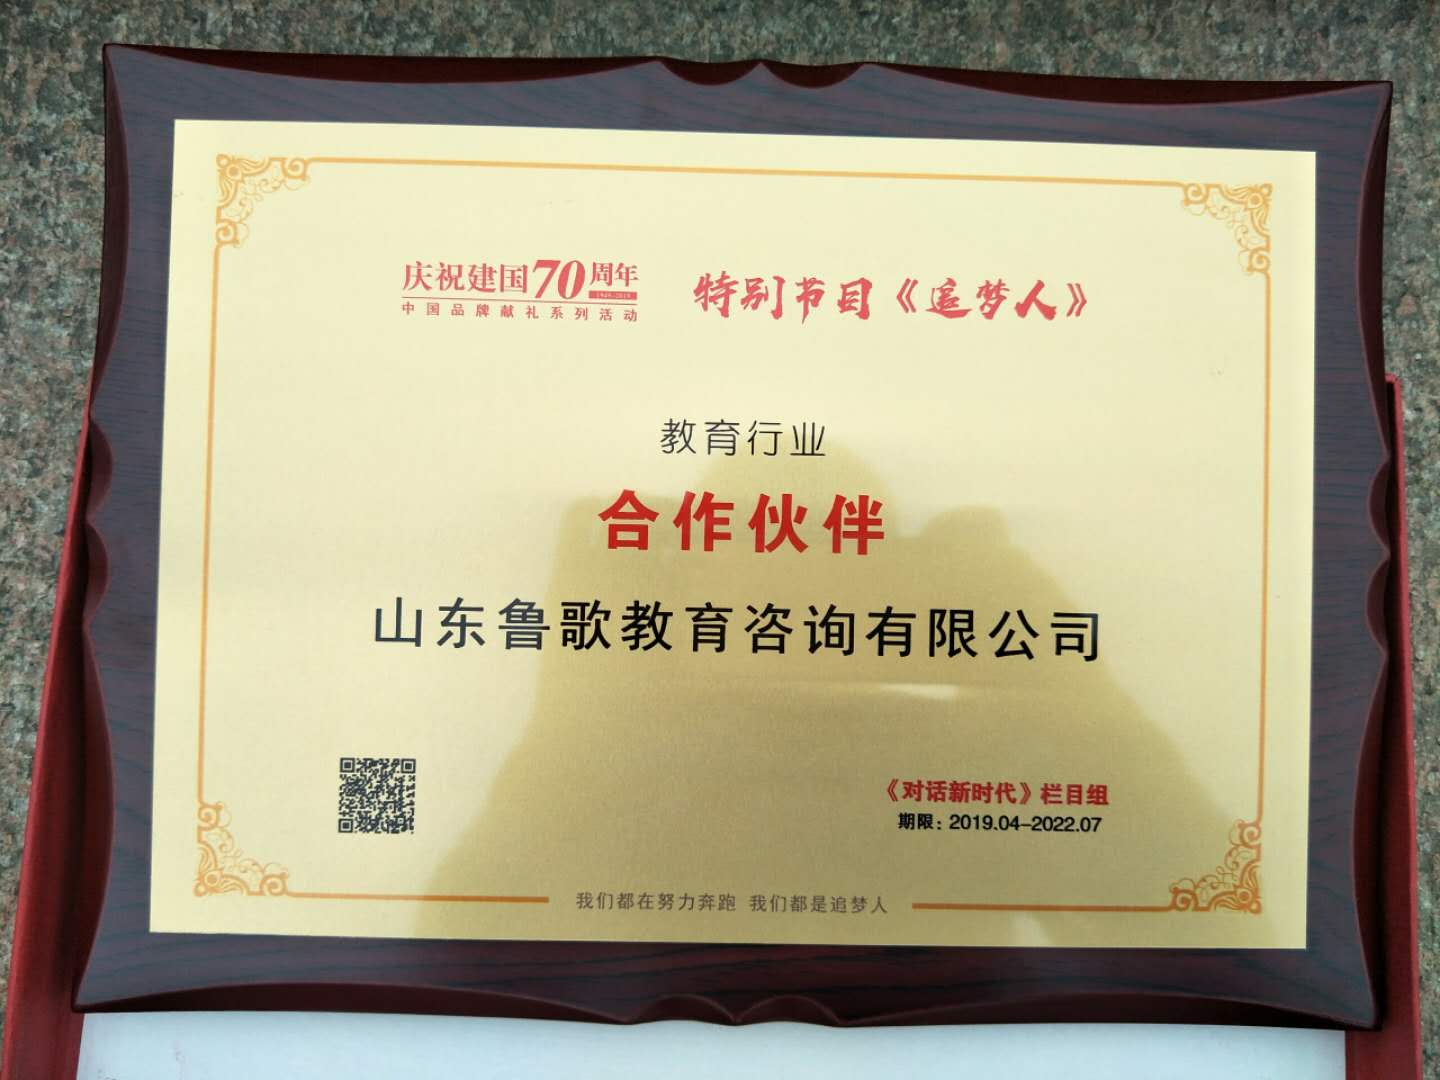 庆祝建国70周年
1949-2019
中国品牌献礼系列活动
特别节目《追梦人》
教育行业
合作伙伴
山东鲁歌教育咨询有限公司
《对话新时代》栏目组
期限：2019.04-2022.07
我们都在努力奔跑 我们都是追梦人